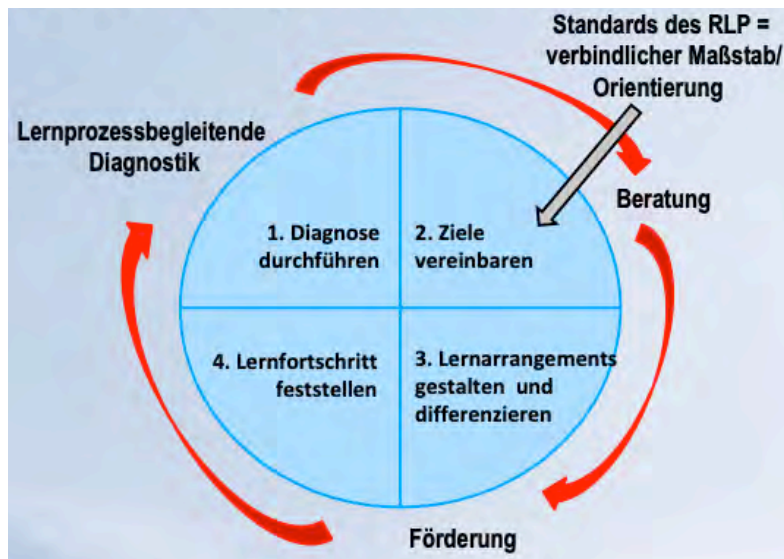 Standards des RLP =
verbindlicher Maßstab/
Orientierung
Lernprozessbegleitende
Diagnostik
Beratung
1. Diagnose
durchführen
2. Ziele
vereinbaren
4. Lernfortschritt
feststellen
3. Lernarrangements
gestalten und
differenzieren
Förderung